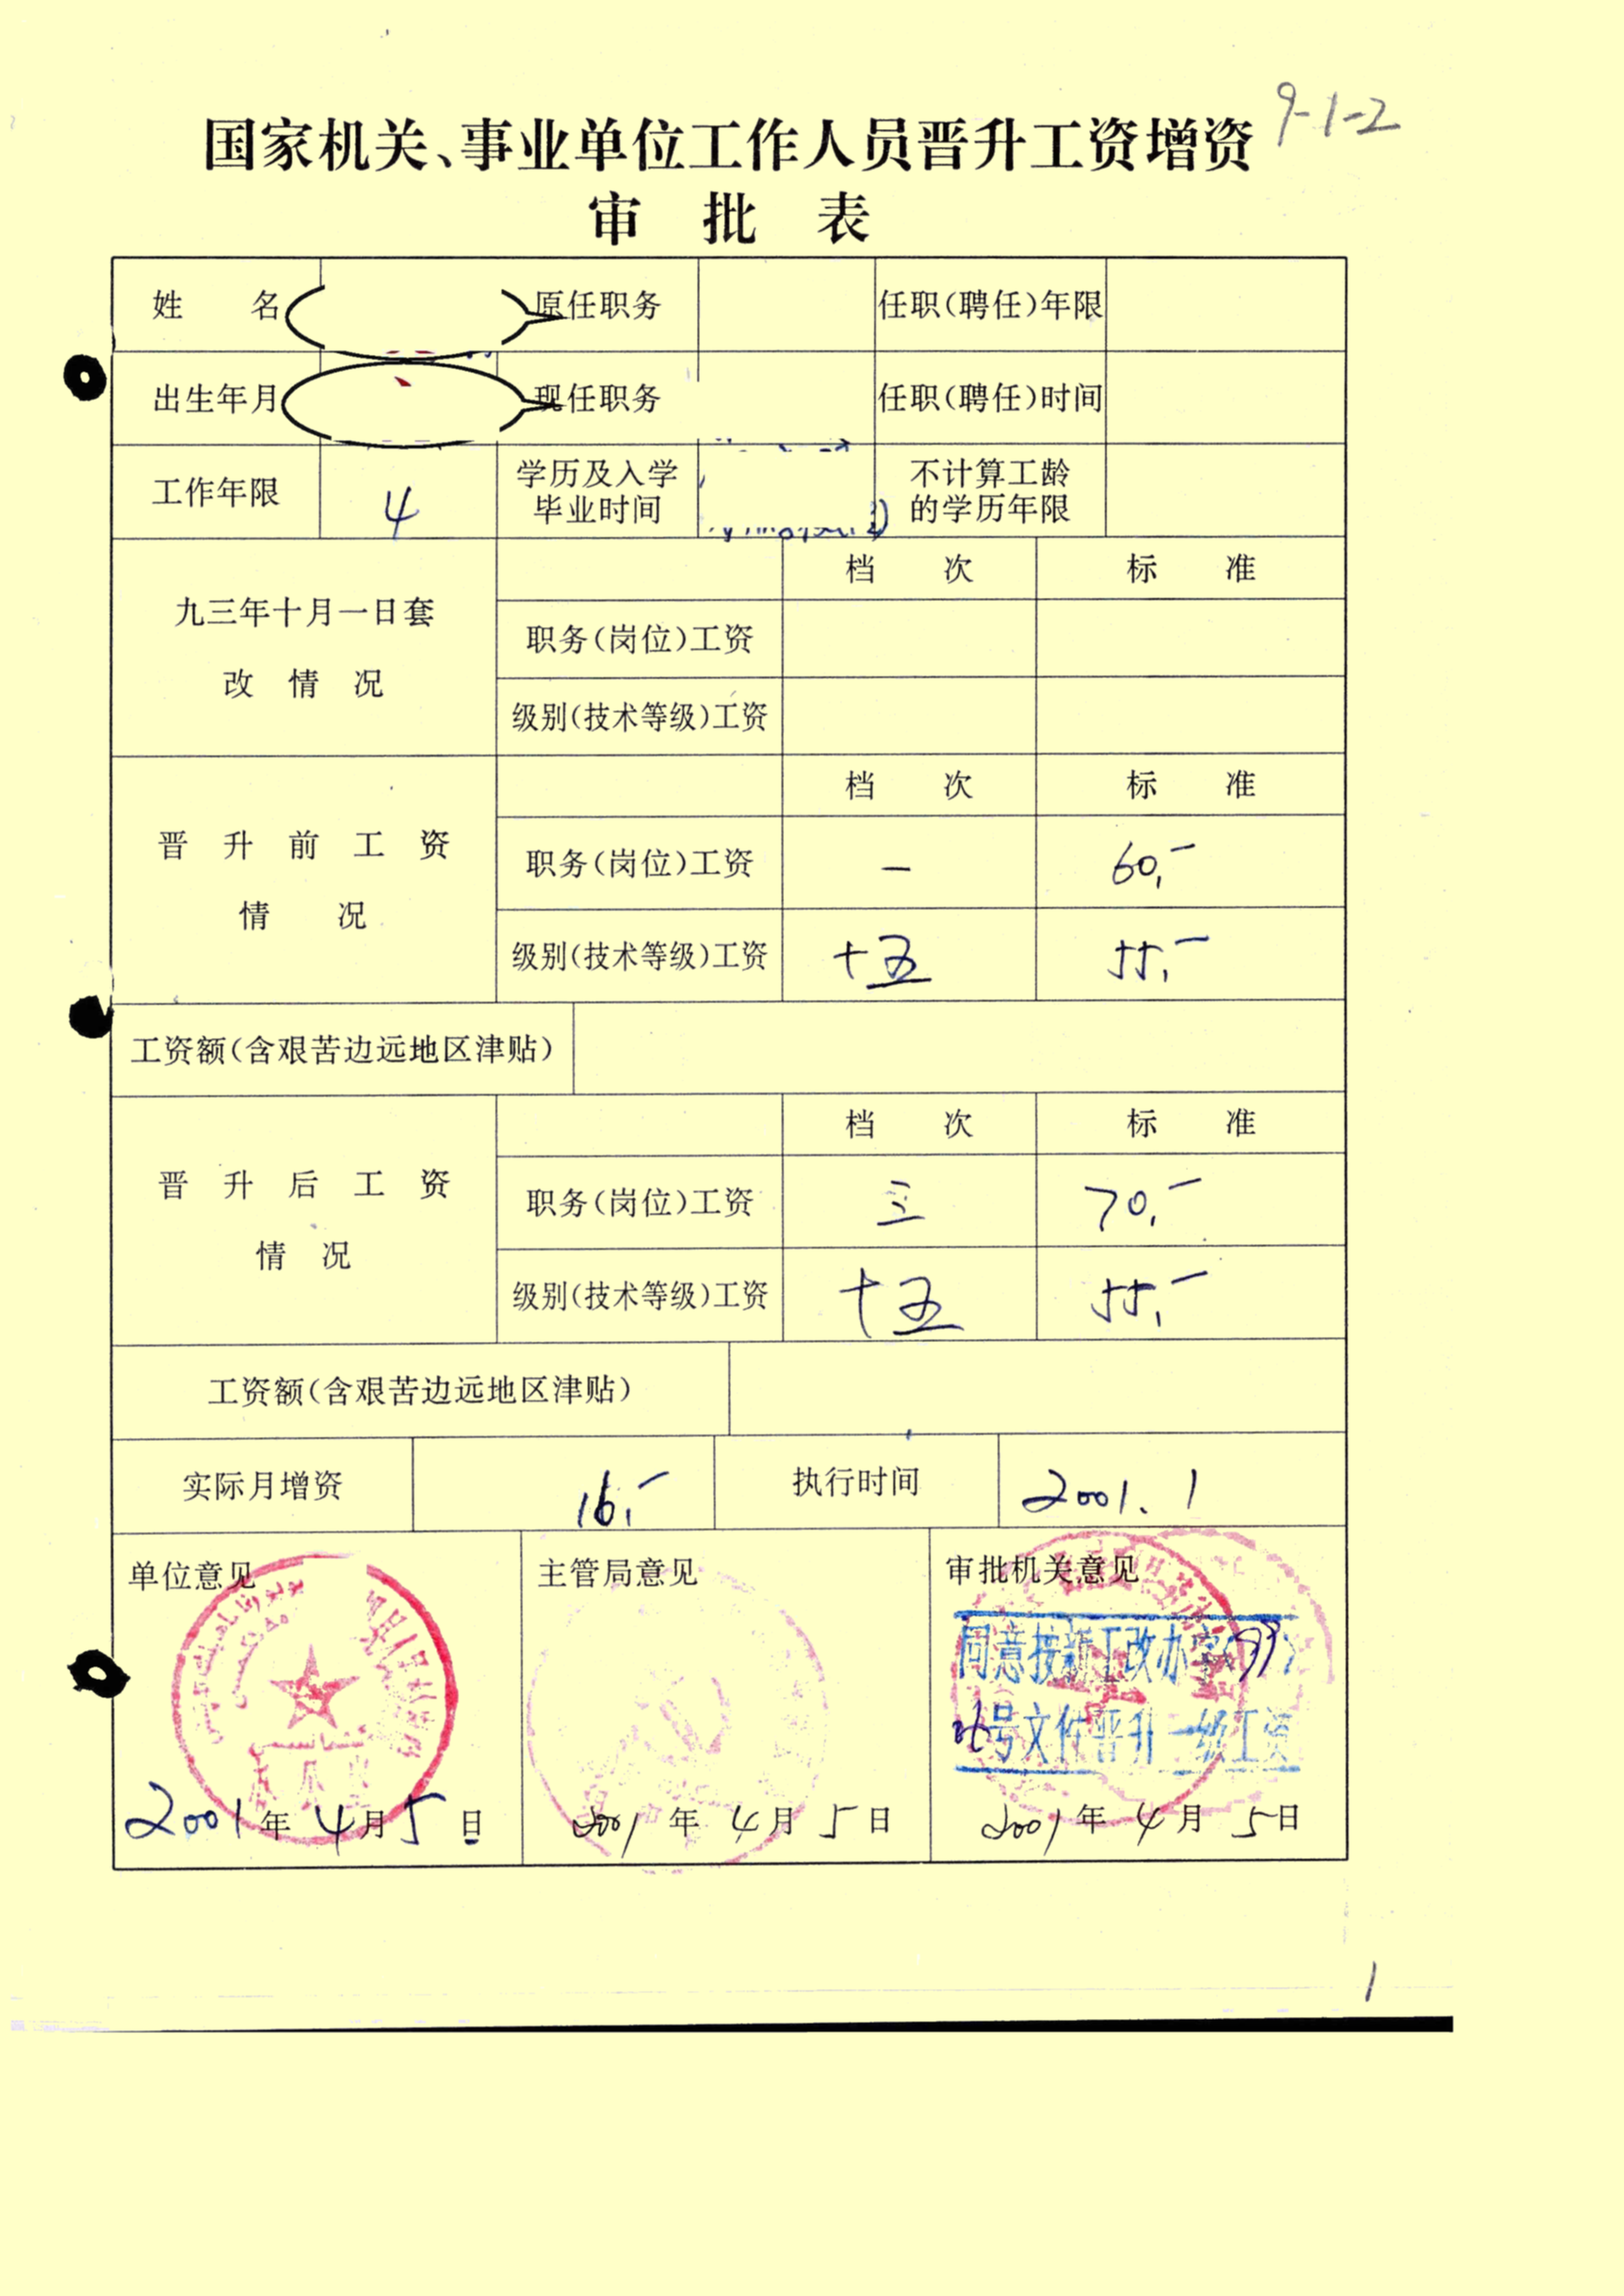 9-1-2
国家机关、事业单位工作人员晋升工资增资
审 批 表
姓 名 原任职务 任职(聘任)年限
出生年月 现任职务 任职(聘任)时间
工作年限 4 学历及入学毕业时间 不计算工龄的学历年限
九三年十月一日套改情况 档 次 标 准
职务(岗位)工资
级别(技术等级)工资
晋升前工资情况 档 次 标 准
职务(岗位)工资 一 60,-
级别(技术等级)工资 十五 55,-
工资额(含艰苦边远地区津贴)
晋升后工资情况 档 次 标 准
职务(岗位)工资 三 70,-
级别(技术等级)工资 十五 55,-
工资额(含艰苦边远地区津贴)
实际月增资 16,- 执行时间 2001.1
单位意见 主管局意见 审批机关意见
同意按新工改办字(99)
号文件晋升一级工资
2001年4月5日 2001年4月5日 2001年4月5日
1